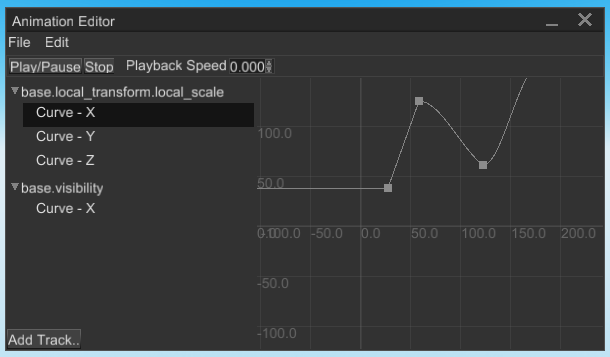 Animation Editor
File Edit
Play/Pause Stop Playback Speed 0.000
base.local_transform.local_scale
Curve - X
Curve - Y
Curve - Z
base.visibility
Curve - X
100.0
50.0
-100.0 -50.0 0.0 50.0 100.0 150.0 200.0
-50.0
-100.0
Add Track..